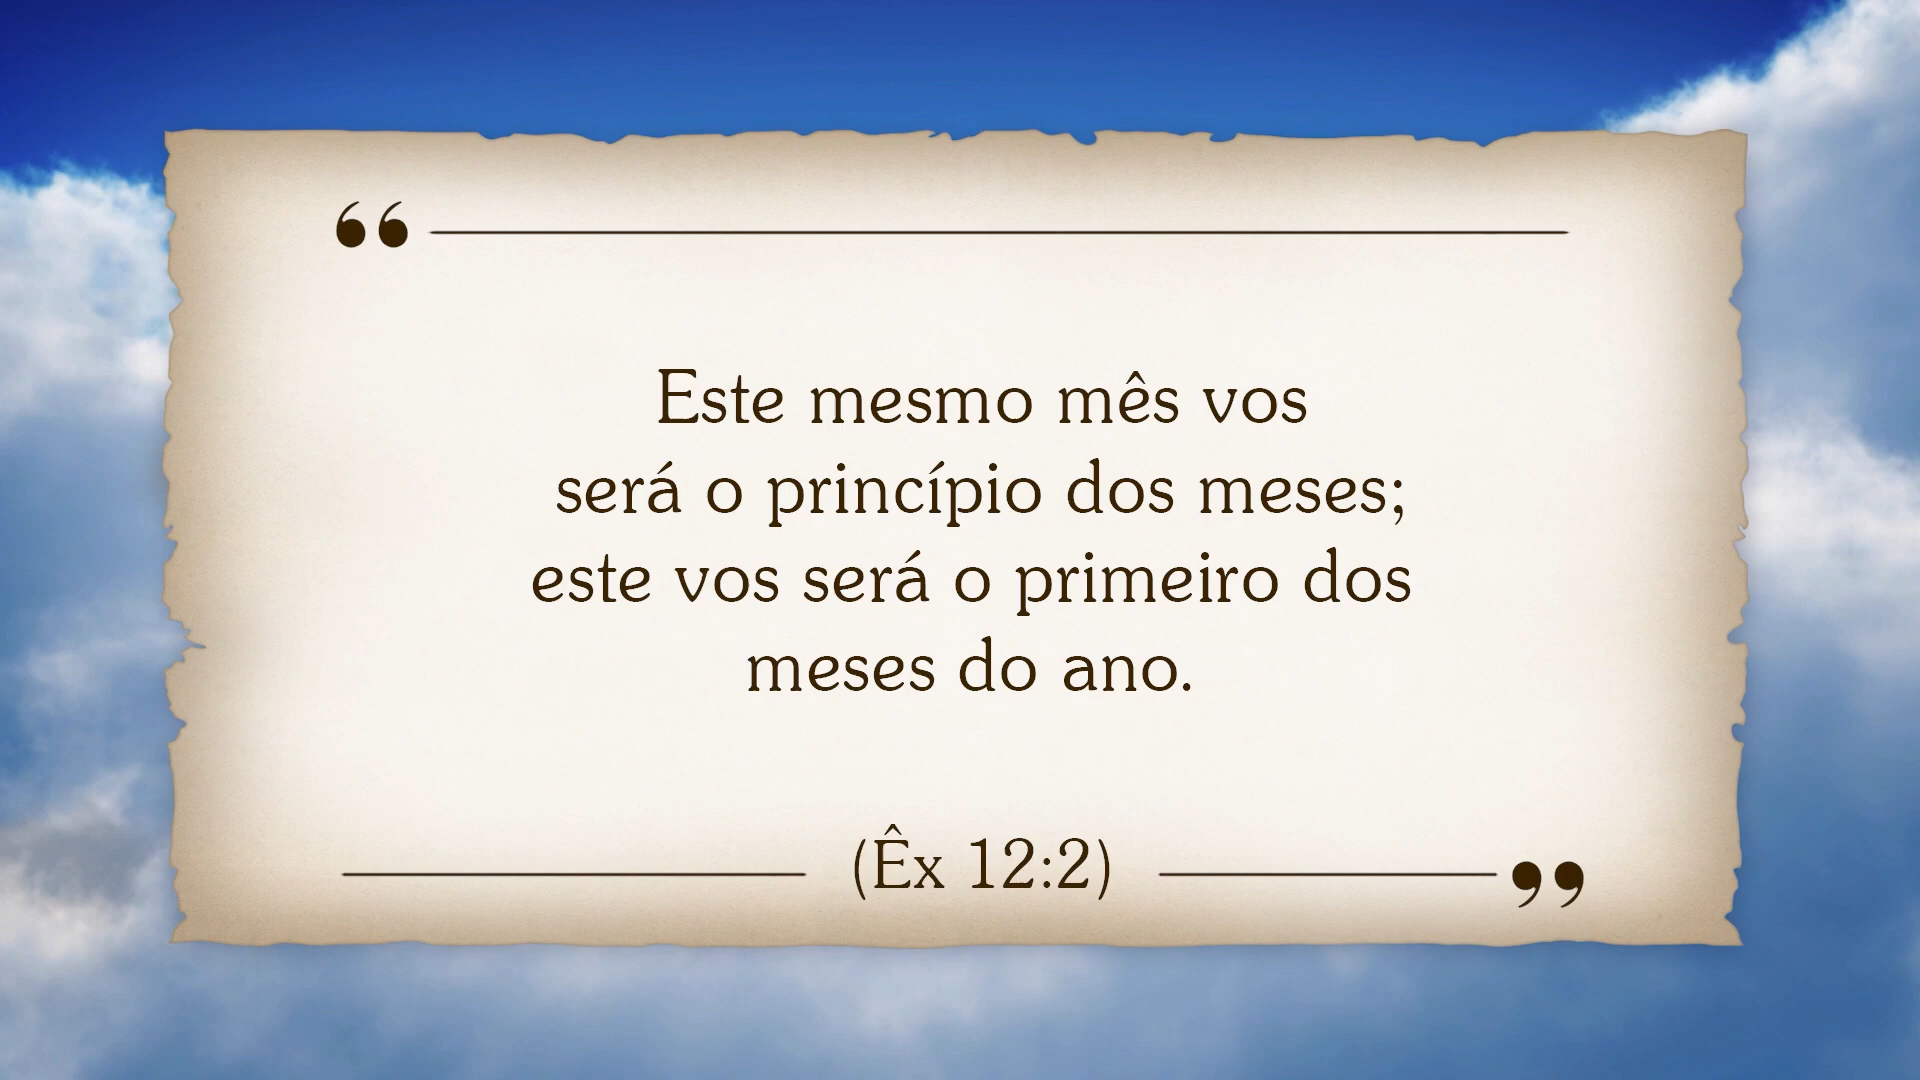 “
Este mesmo mês vos
será o princípio dos meses;
este vos será o primeiro dos
meses do ano.
(Êx 12:2)
”